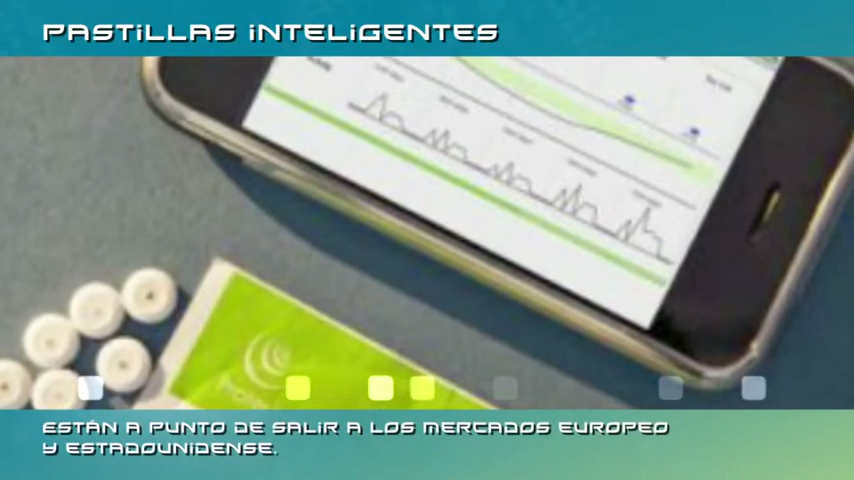 PASTILLAS INTELIGENTES
ESTÁN A PUNTO DE SALIR A LOS MERCADOS EUROPEO
Y ESTADOUNIDENSE.